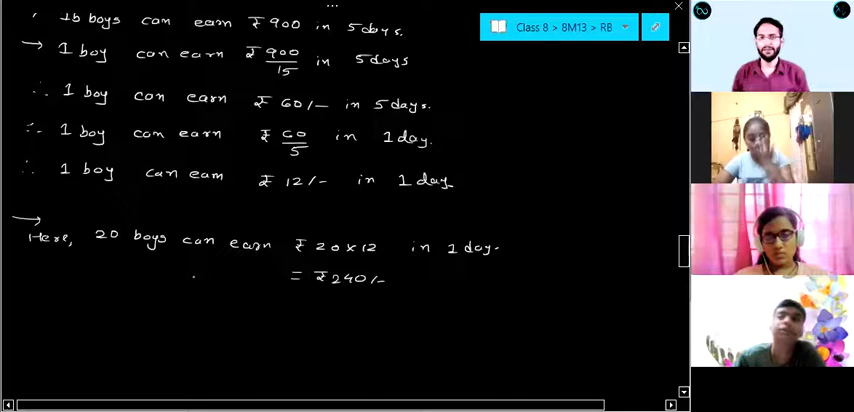 Class 8 > 8M13 > RB
15 boys can earn ₹900 in 5 days.
→ 1 boy can earn ₹ 900/15 in 5 days
∴ 1 boy can earn ₹ 60/- in 5 days.
∴ 1 boy can earn ₹ 60/5 in 1 day.
∴ 1 boy can earn ₹ 12/- in 1 day
→ Here, 20 boys can earn ₹ 20 x 12 in 1 day.
= ₹ 240/-